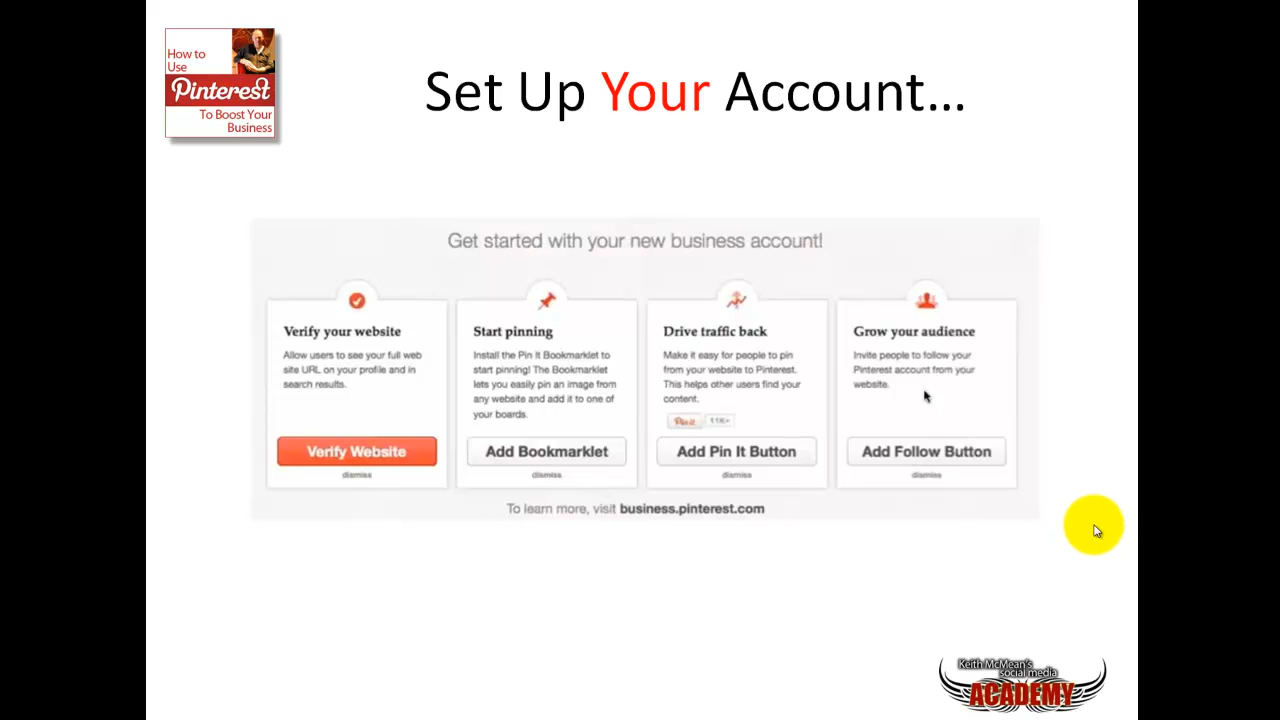 How to
Use
Pinterest
To Boost Your
Business
Set Up Your Account...
Get started with your new business account!
Verify your website
Allow users to see your full web
site URL on your profile and in
search results.
Verify Website
dismiss
Start pinning
Install the Pin It Bookmarklet to
start pinning! The Bookmarklet
lets you easily pin an image from
any website and add it to one of
your boards.
Add Bookmarklet
dismiss
Drive traffic back
Make it easy for people to pin
from your website to Pinterest.
This helps other users find your
content.
Pin it
Add Pin It Button
dismiss
Grow your audience
Invite people to follow your
Pinterest account from your
website.
Add Follow Button
dismiss
To learn more, visit business.pinterest.com
Keith McMean's
social media
ACADEMY